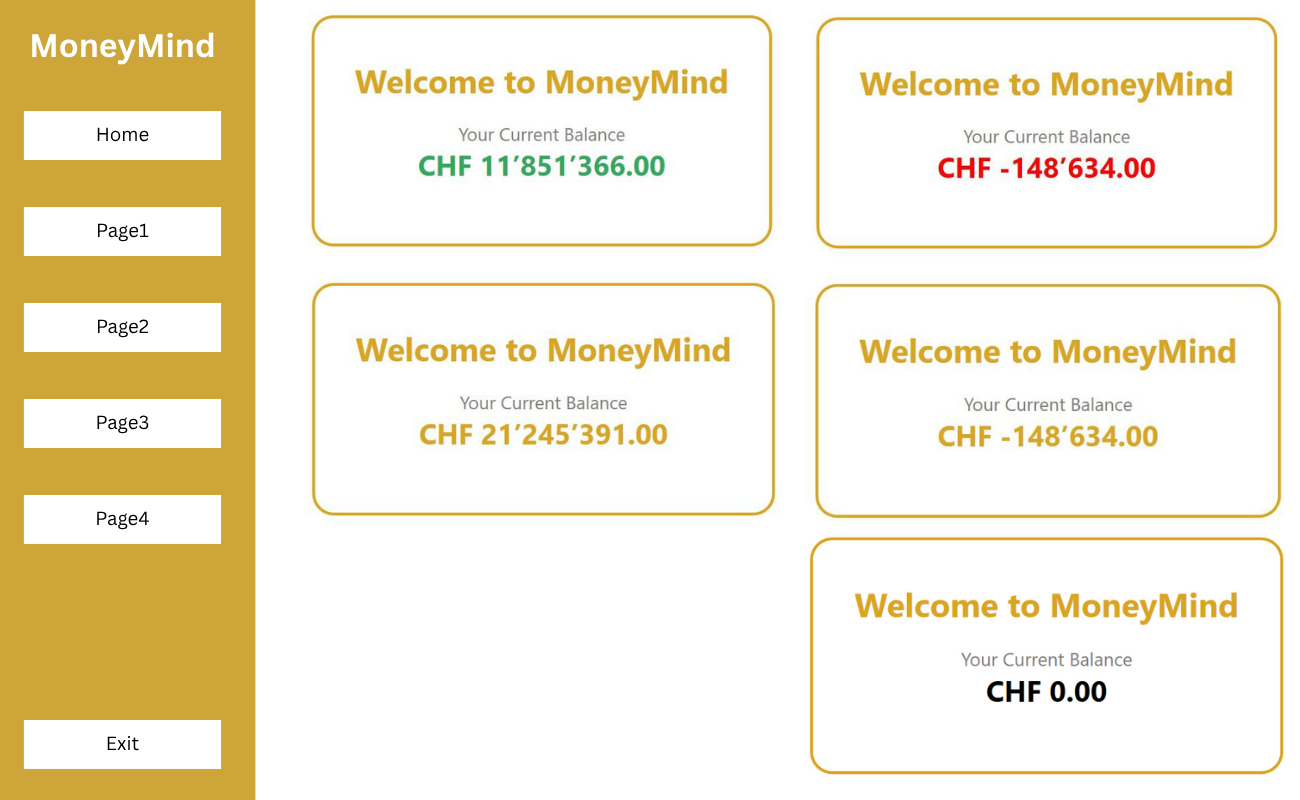 MoneyMind
Home
Page1
Page2
Page3
Page4
Exit
Welcome to MoneyMind
Your Current Balance
CHF 11’851’366.00
Welcome to MoneyMind
Your Current Balance
CHF -148’634.00
Welcome to MoneyMind
Your Current Balance
CHF 21’245’391.00
Welcome to MoneyMind
Your Current Balance
CHF -148’634.00
Welcome to MoneyMind
Your Current Balance
CHF 0.00